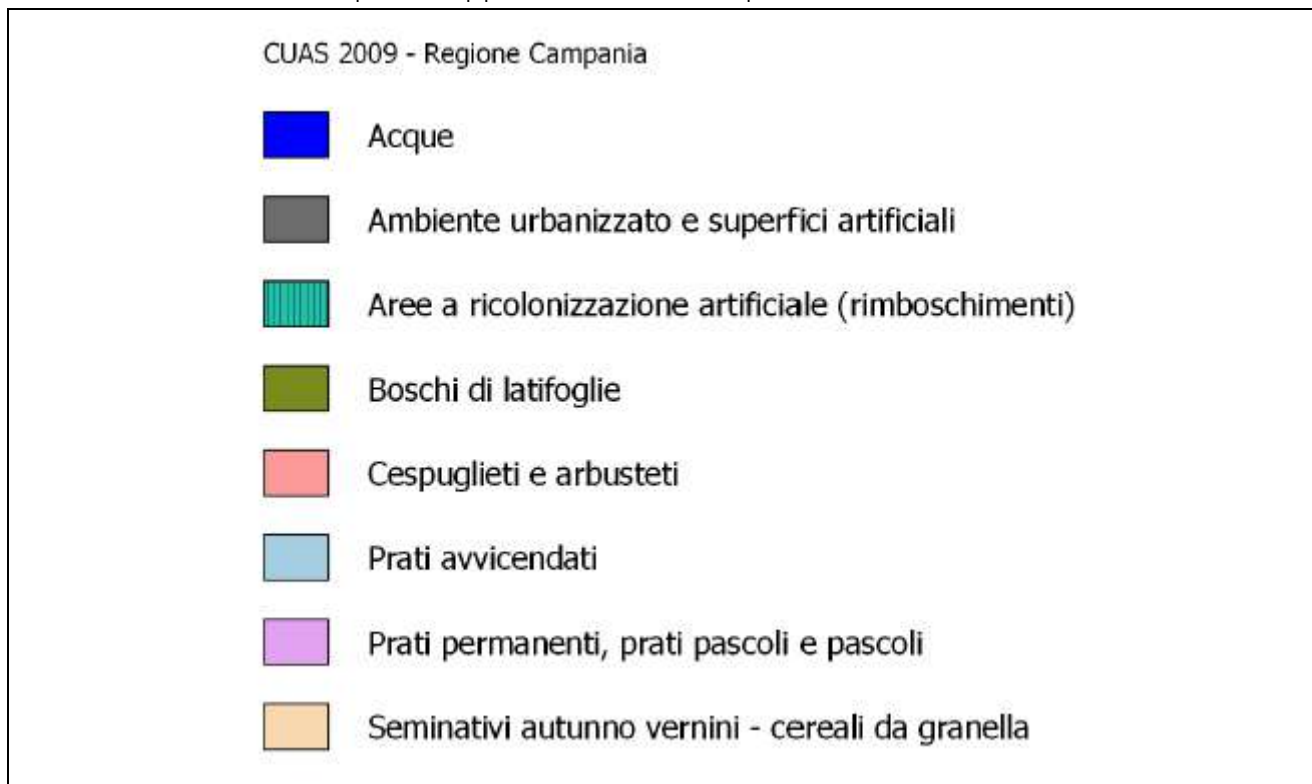 CUAS 2009 - Regione Campania
Acque
Ambiente urbanizzato e superfici artificiali
Aree a ricolonizzazione artificiale (rimboschimenti)
Boschi di latifoglie
Cespuglieti e arbusteti
Prati avvicendati
Prati permanenti, prati pascoli e pascoli
Seminativi autunno vernini - cereali da granella